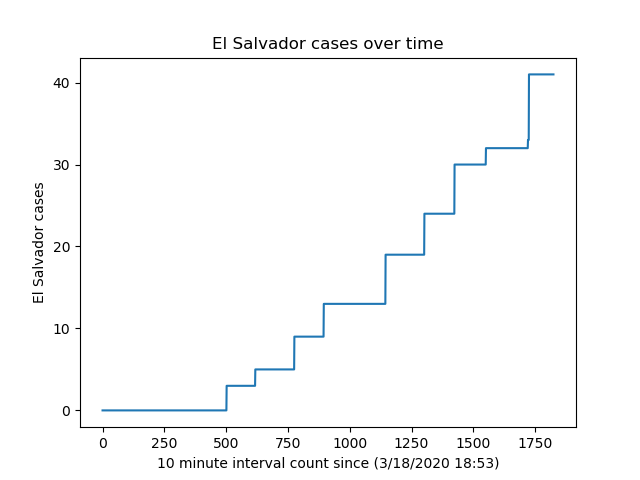 El Salvador cases over time
40
30
20
10
0
El Salvador cases
0 250 500 750 1000 1250 1500 1750
10 minute interval count since (3/18/2020 18:53)